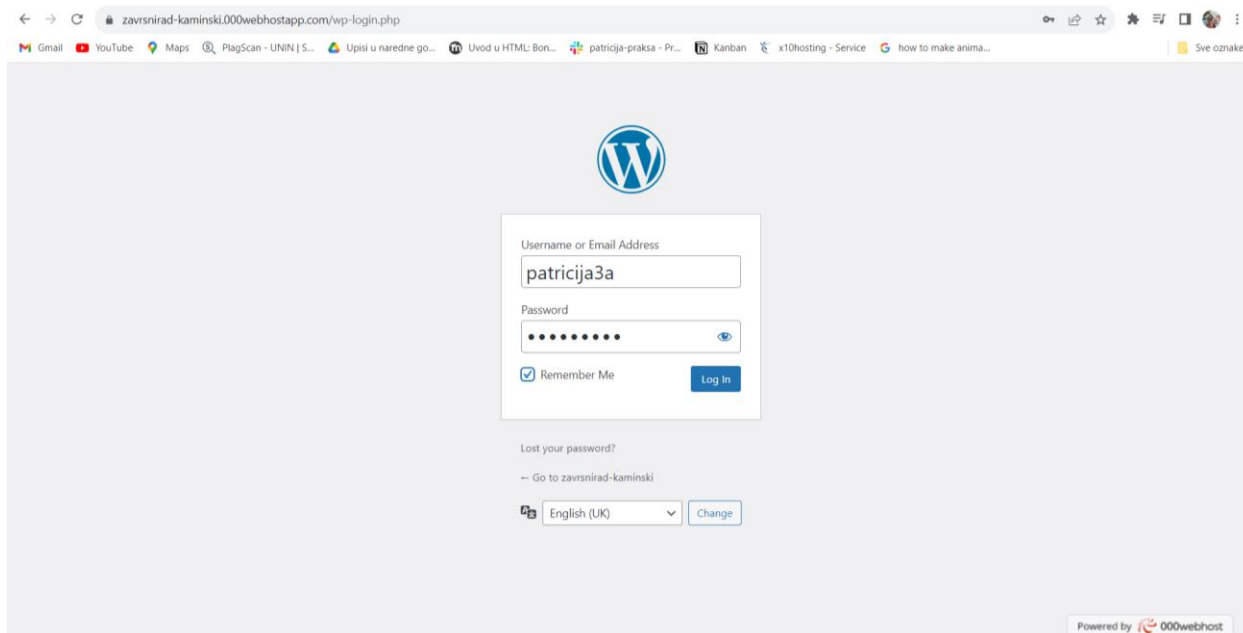 zavrsnirad-kaminski.000webhostapp.com/wp-login.php
Gmail YouTube Maps PlagScan - UNIN | S... Upisi u naredne go... Uvod u HTML: Bon... patricija-praksa - Pr... Kanban x10hosting - Service how to make anima... Sve oznake
Username or Email Address
patricija3a
Password
•••••••••
Remember Me Log In
Lost your password?
← Go to zavrsnirad-kaminski
English (UK) Change
Powered by 000webhost